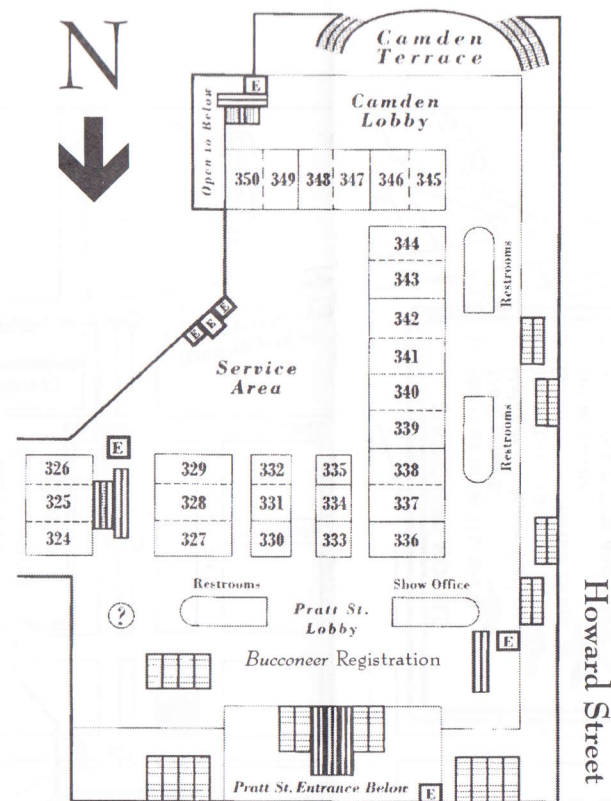 N
Camden
Terrace
E
Open to Below
Camden
Lobby
350 349 348 347 346 345
344
343
342
341
340
339
338
337
336
Restrooms
Restrooms
E
E
E
Service
Area
E
326
325
324
329
328
327
332
331
330
335
334
333
Restrooms
Show Office
?
Pratt St.
Lobby
Bucconeer Registration
E
Pratt St. Entrance Below
E
Howard Street